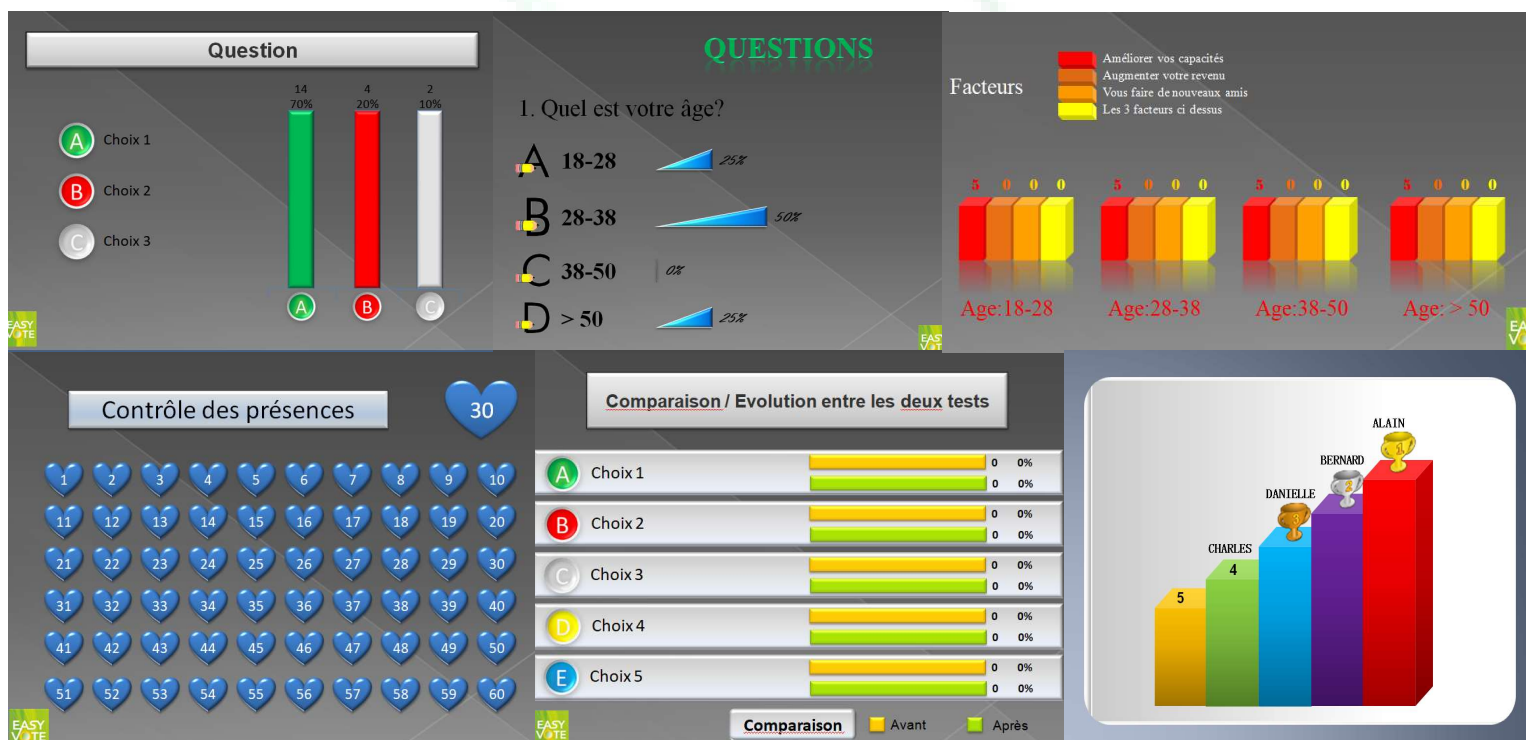 Question
14 4 2
70% 20% 10%
A Choix 1
B Choix 2
C Choix 3
A B C
EASY
VOTE
QUESTIONS
1. Quel est votre âge?
A 18-28 25%
B 28-38 50%
C 38-50 0%
D > 50 25%
EAS
VOT
Facteurs
Améliorer vos capacités
Augmenter votre revenu
Vous faire de nouveaux amis
Les 3 facteurs ci dessus
5 0 0 0 5 0 0 0 5 0 0 0 5 0 0 0
Age:18-28 Age:28-38 Age:38-50 Age: > 50
EA
VO
Contrôle des présences 30
1 2 3 4 5 6 7 8 9 10
11 12 13 14 15 16 17 18 19 20
21 22 23 24 25 26 27 28 29 30
31 32 33 34 35 36 37 38 39 40
41 42 43 44 45 46 47 48 49 50
51 52 53 54 55 56 57 58 59 60
EASY
VOTE
Comparaison / Evolution entre les deux tests
A Choix 1 0 0%
0 0%
B Choix 2 0 0%
0 0%
C Choix 3 0 0%
0 0%
D Choix 4 0 0%
0 0%
E Choix 5 0 0%
0 0%
Comparaison Avant Après
EASY
VOTE
ALAIN
1
BERNARD
2
DANIELLE
3
CHARLES
4
5